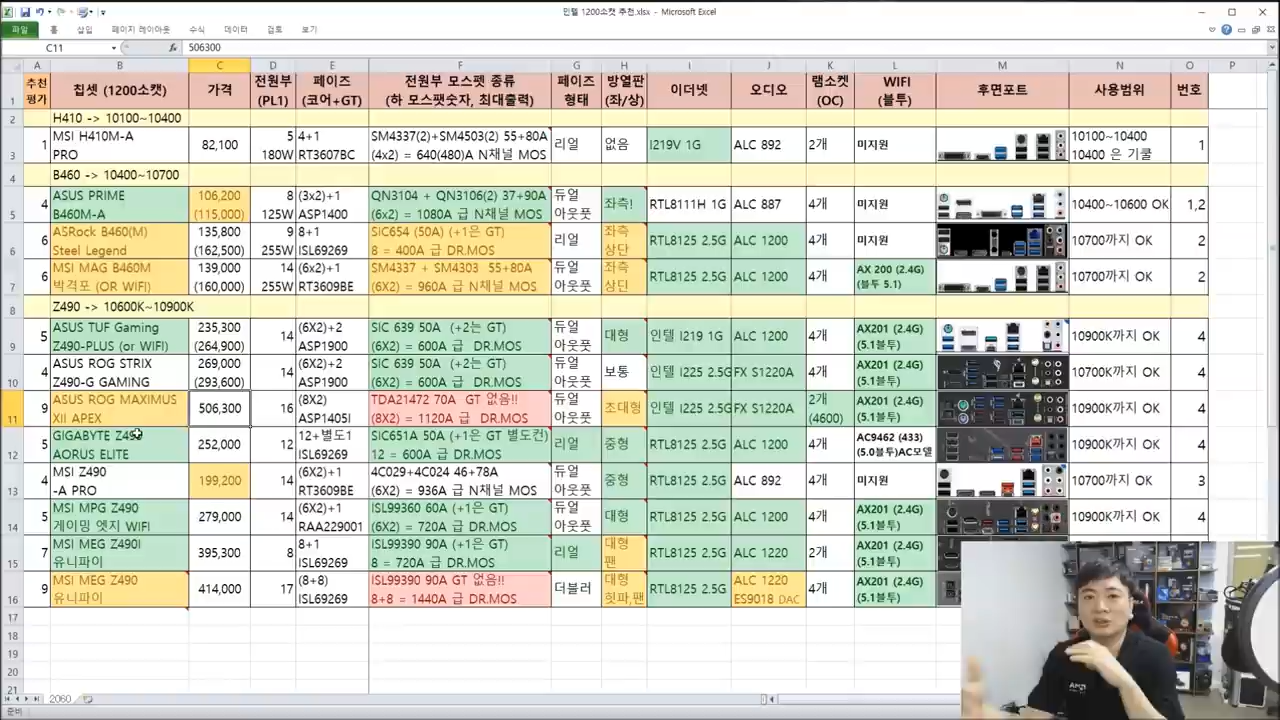 인텔 1200소캣 추천.xlsx - Microsoft Excel
파일 홈 삽입 페이지 레이아웃 수식 데이터 검토 보기
C11 fx 506300
A B C D E F G H I J K L M N O P
1 추천평가 칩셋 (1200소캣) 가격 전원부 (PL1) 페이즈 (코어+GT) 전원부 모스펫 종류 (하 모스팻숫자, 최대출력) 페이즈 형태 방열판 (좌/상) 이더넷 오디오 램소켓 (OC) WIFI (블투) 후면포트 사용범위 번호
2 H410 -> 10100~10400
3 1 MSI H410M-A PRO 82,100 5 180W 4+1 RT3607BC SM4337(2)+SM4503(2) 55+80A (4x2) = 640(480)A N채널 MOS 리얼 없음 I219V 1G ALC 892 2개 미지원 10100~10400 10400 은 기쿨 1
4 B460 -> 10400~10700
5 4 ASUS PRIME B460M-A 106,200 (115,000) 8 125W (3x2)+1 ASP1400 QN3104 + QN3106(2) 37+90A (6x2) = 1080A 급 N채널 MOS 듀얼 아웃풋 좌측! RTL8111H 1G ALC 887 4개 미지원 10400~10600 OK 1,2
6 6 ASRock B460(M) Steel Legend 135,800 (162,500) 9 255W 8+1 ISL69269 SiC654 (50A) (+1은 GT) 8 = 400A 급 DR.MOS 리얼 좌측 상단 RTL8125 2.5G ALC 1200 4개 미지원 10700까지 OK 2
7 6 MSI MAG B460M 박격포 (OR WIFI) 139,000 (160,000) 14 255W (6x2)+1 RT3609BE SM4337 + SM4303 55+80A (6X2) = 960A 급 N채널 MOS 듀얼 아웃풋 좌측 상단 RTL8125 2.5G ALC 1200 4개 AX 200 (2.4G) (블투 5.1) 10700까지 OK 2
8 Z490 -> 10600K~10900K
9 5 ASUS TUF Gaming Z490-PLUS (or WIFI) 235,300 (264,900) 14 (6X2)+2 ASP1900 SIC 639 50A (+2는 GT) (6X2) = 600A 급 DR.MOS 듀얼 아웃풋 대형 인텔 I219 1G ALC 1200 4개 AX201 (2.4G) (5.1블투) 10900K까지 OK 4
10 4 ASUS ROG STRIX Z490-G GAMING 269,000 (293,600) 14 (6X2)+2 ASP1900 SIC 639 50A (+2는 GT) (6X2) = 600A 급 DR.MOS 듀얼 아웃풋 보통 인텔 I225 2.5G FX S1220A 4개 AX201 (2.4G) (5.1블투) 10900K까지 OK 4
11 9 ASUS ROG MAXIMUS XII APEX 506,300 16 (8X2) ASP1405I TDA21472 70A GT 없음!! (8X2) = 1120A 급 DR.MOS 듀얼 아웃풋 초대형 인텔 I225 2.5G FX S1220A 2개 (4600) AX201 (2.4G) (5.1블투) 10900K까지 OK 4
12 5 GIGABYTE Z490 AORUS ELITE 252,000 12 12+별도1 ISL69269 SIC651A 50A (+1은 GT 별도컨) 12 = 600A 급 DR.MOS 리얼 중형 RTL8125 2.5G ALC 1200 4개 AC9462 (433) (5.0블투)AC모델 10900K까지 OK 4
13 4 MSI Z490 -A PRO 199,200 14 (6X2)+1 RT3609BE 4C029+4C024 46+78A (6X2) = 936A 급 N채널 MOS 듀얼 아웃풋 중형 RTL8125 2.5G ALC 892 4개 미지원 10900K까지 OK 3
14 5 MSI MPG Z490 게이밍 엣지 WIFI 279,000 14 (6X2)+1 RAA229001 ISL99360 60A (+1은 GT) (6X2) = 720A 급 DR.MOS 듀얼 아웃풋 대형 RTL8125 2.5G ALC 1200 4개 AX201 (2.4G) (5.1블투) 10900K까지 OK 4
15 7 MSI MEG Z490I 유니파이 395,300 8 8+1 ISL69269 ISL99390 90A (+1은 GT) 8 = 720A 급 DR.MOS 리얼 대형 팬 RTL8125 2.5G ALC 1220 2개 AX201 (2.4G) (5.1블투)
16 9 MSI MEG Z490 유니파이 414,000 17 (8+8) ISL69269 ISL99390 90A GT 없음!! 8+8 = 1440A 급 DR.MOS 더블러 대형 힛파,팬 RTL8125 2.5G ALC 1220 ES9018 DAC 4개 AX201 (2.4G) (5.1블투)
17
18
19
20
21
2060
준비